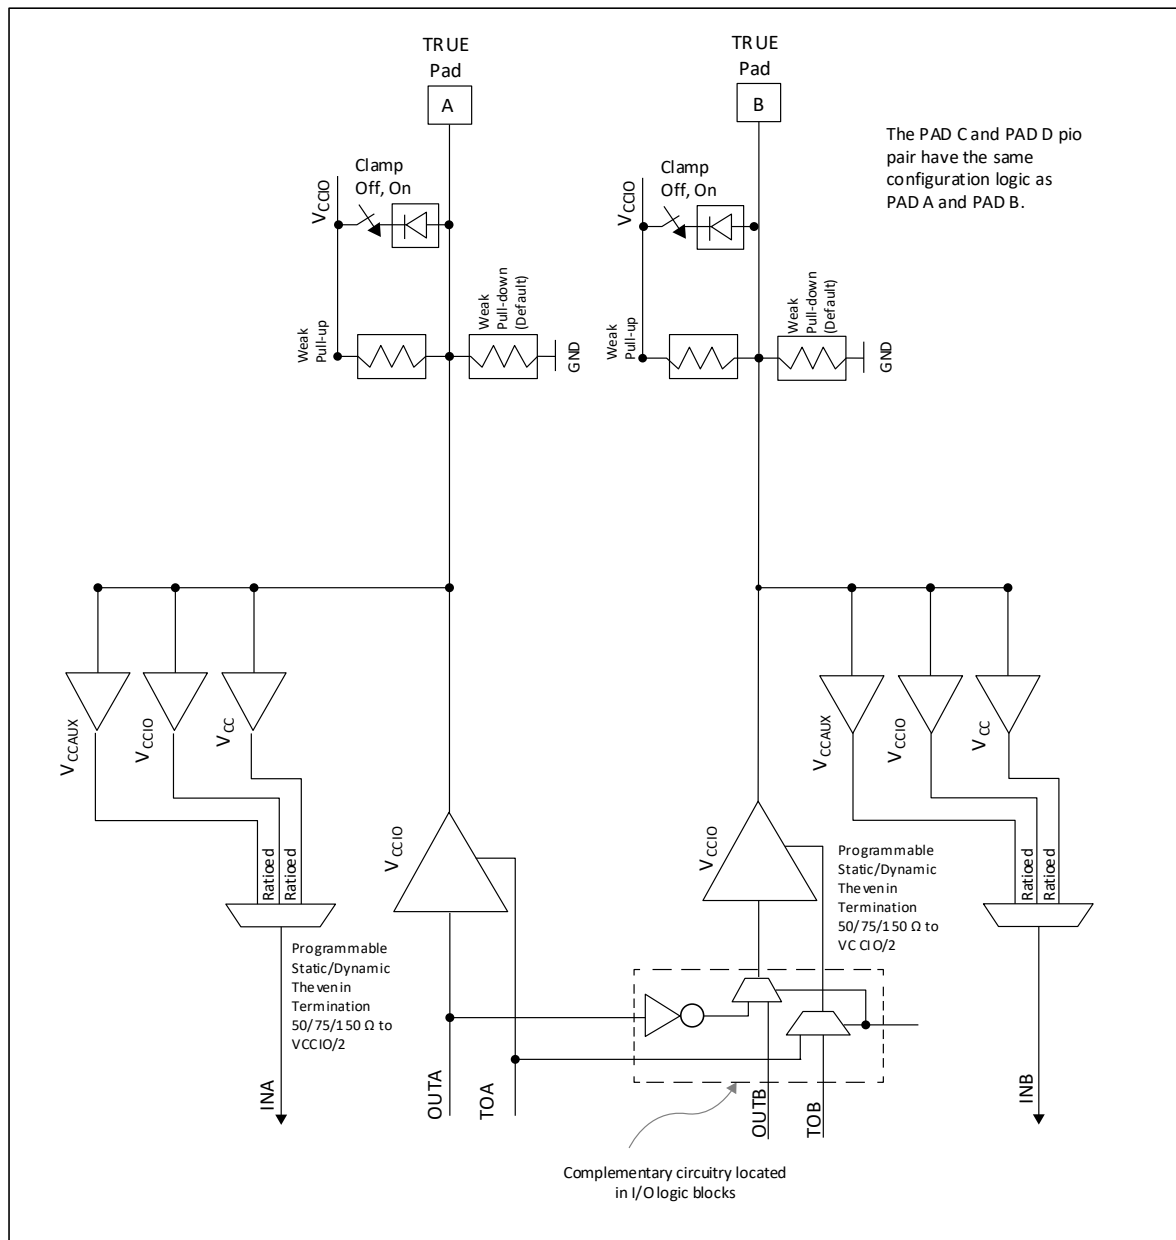 TRUE
Pad
A
TRUE
Pad
B
The PAD C and PAD D pio
pair have the same
configuration logic as
PAD A and PAD B.
Clamp
Off, On
VCCIO
Weak
Pull-up
Weak
Pull-down
(Default)
GND
Clamp
Off, On
VCCIO
Weak
Pull-up
Weak
Pull-down
(Default)
GND
VCCAUX
VCCIO
VCC
Ratioed
Ratioed
VCCIO
VCCIO
VCCAUX
VCCIO
VCC
Ratioed
Ratioed
Programmable
Static/Dynamic
Thevenin
Termination
50/75/150 Ω to
VCCIO/2
Programmable
Static/Dynamic
Thevenin
Termination
50/75/150 Ω to
VC CIO/2
INA
OUTA
TOA
OUTB
TOB
INB
Complementary circuitry located
in I/O logic blocks